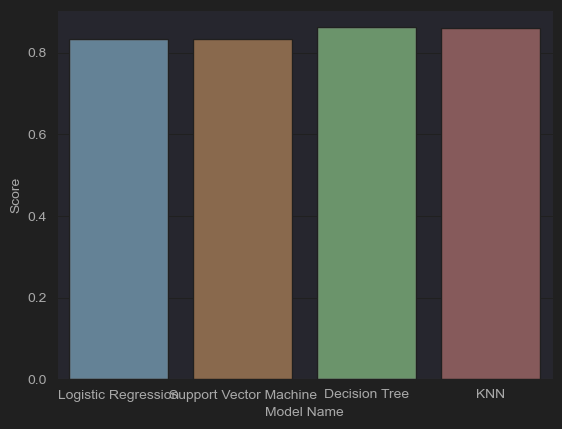 0.8
0.6
Score
0.4
0.2
0.0
Logistic Regression Support Vector Machine Decision Tree KNN
Model Name